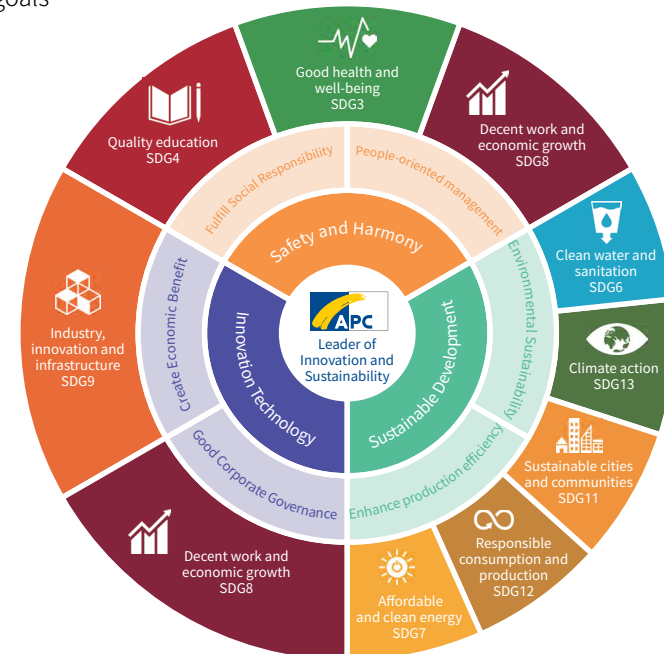 goals
Good health and
well-being
SDG3
Decent work and
economic growth
SDG8
Clean water and
sanitation
SDG6
Climate action
SDG13
Sustainable cities
and communities
SDG11
Responsible
consumption and
production
SDG12
Affordable
and clean energy
SDG7
Decent work and
economic growth
SDG8
Industry,
innovation and
infrastructure
SDG9
Quality education
SDG4
Fulfill Social Responsibility
People-oriented management
Environmental Sustainability
Enhance production efficiency
Good Corporate Governance
Create Economic Benefit
Safety and Harmony
Sustainable Development
Innovation Technology
APC
Leader of
Innovation and
Sustainability